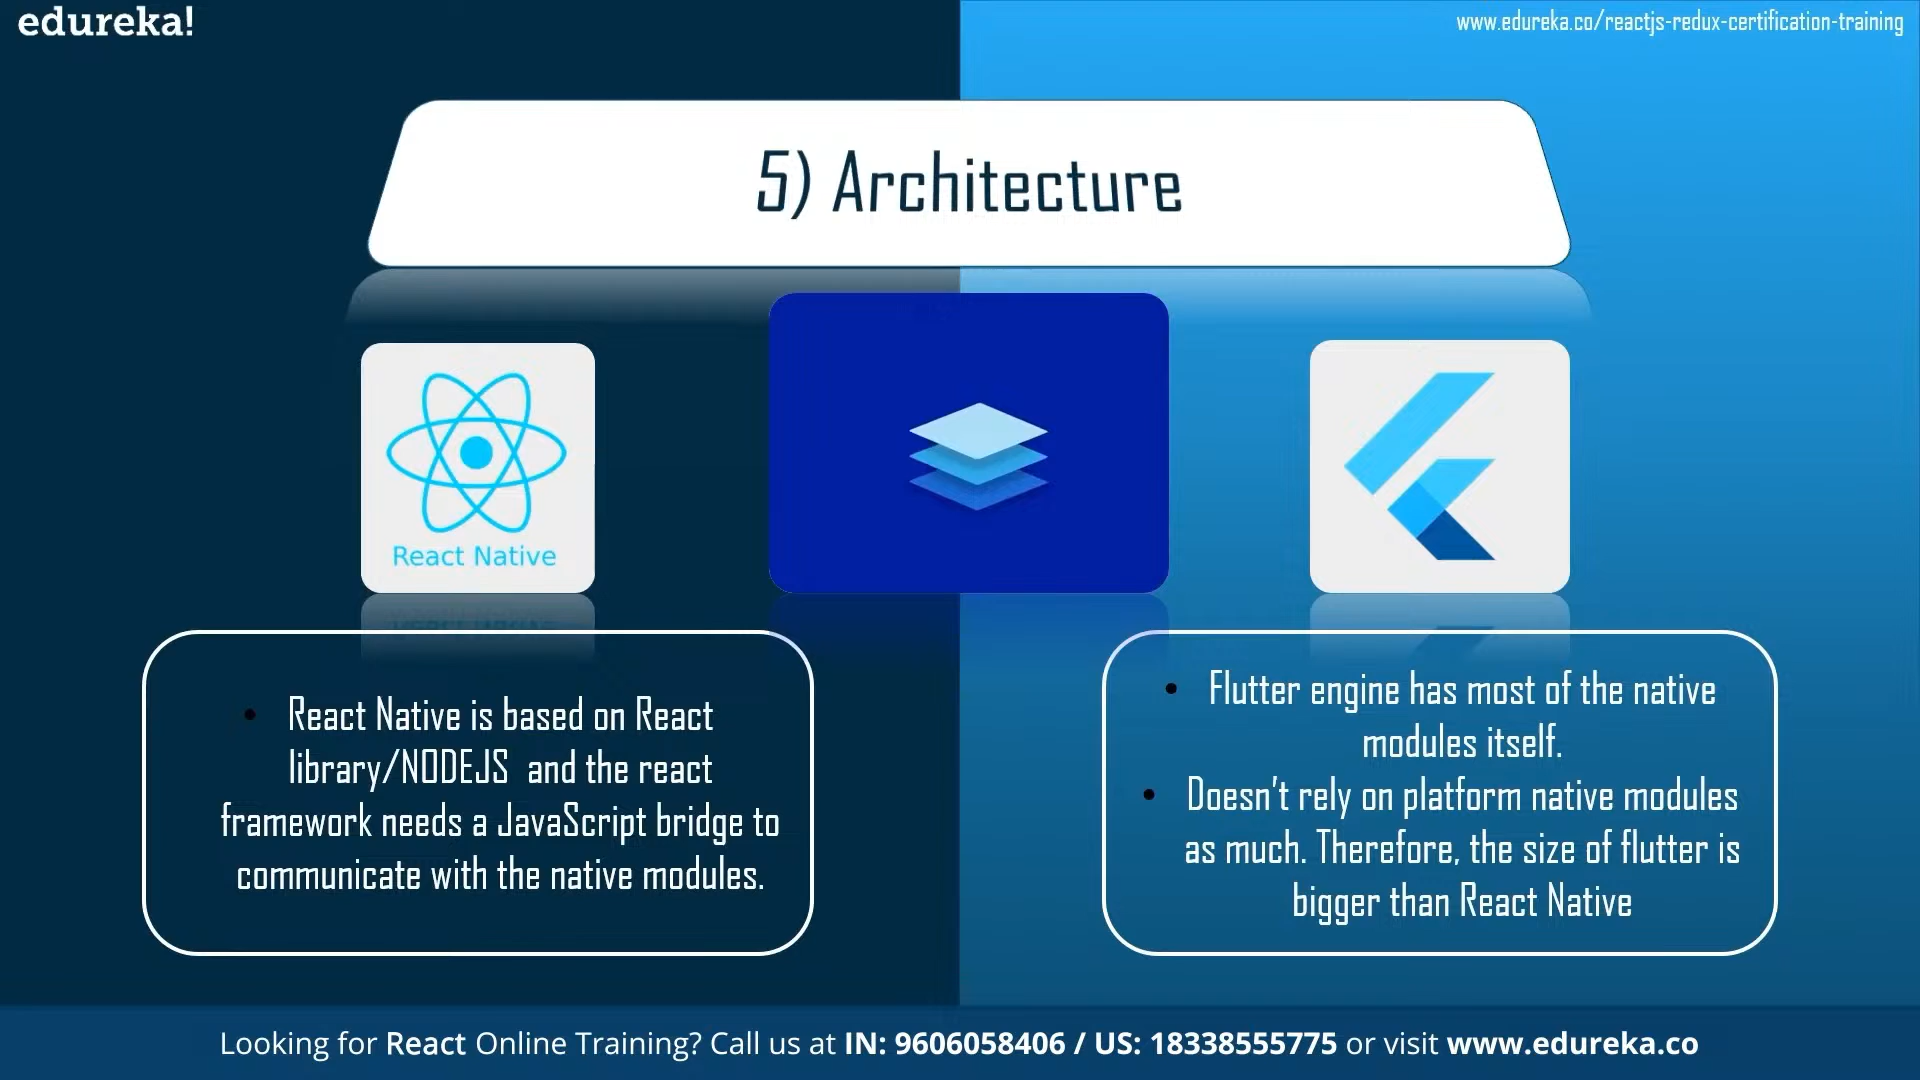 edureka!
www.edureka.co/reactjs-redux-certification-training
5) Architecture
React Native
• React Native is based on React
library/NODEJS and the react
framework needs a JavaScript bridge to
communicate with the native modules.
• Flutter engine has most of the native
modules itself.
• Doesn't rely on platform native modules
as much. Therefore, the size of flutter is
bigger than React Native
Looking for React Online Training? Call us at IN: 9606058406 / US: 18338555775 or visit www.edureka.co